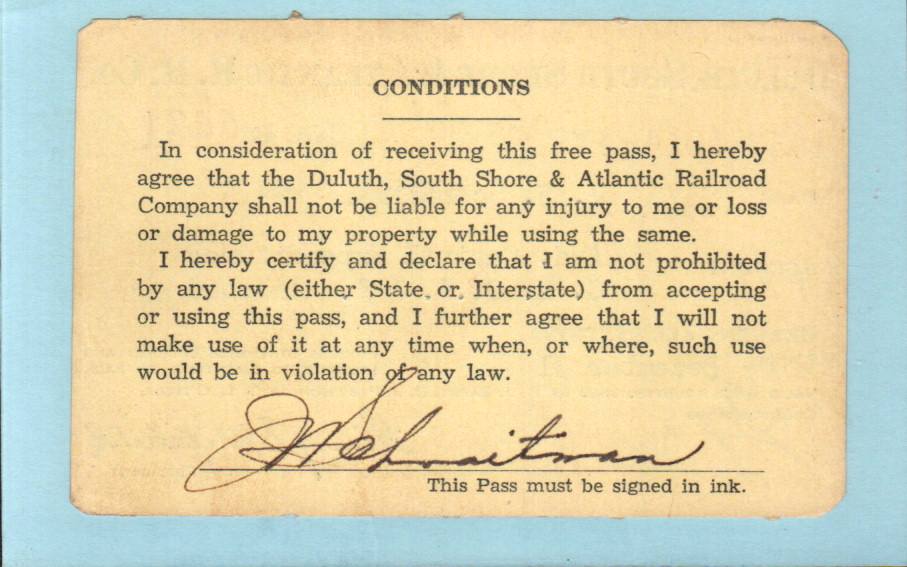 CONDITIONS
In consideration of receiving this free pass, I hereby
agree that the Duluth, South Shore & Atlantic Railroad
Company shall not be liable for any injury to me or loss
or damage to my property while using the same.
I hereby certify and declare that I am not prohibited
by any law (either State or Interstate) from accepting
or using this pass, and I further agree that I will not
make use of it at any time when, or where, such use
would be in violation of any law.
This Pass must be signed in ink.